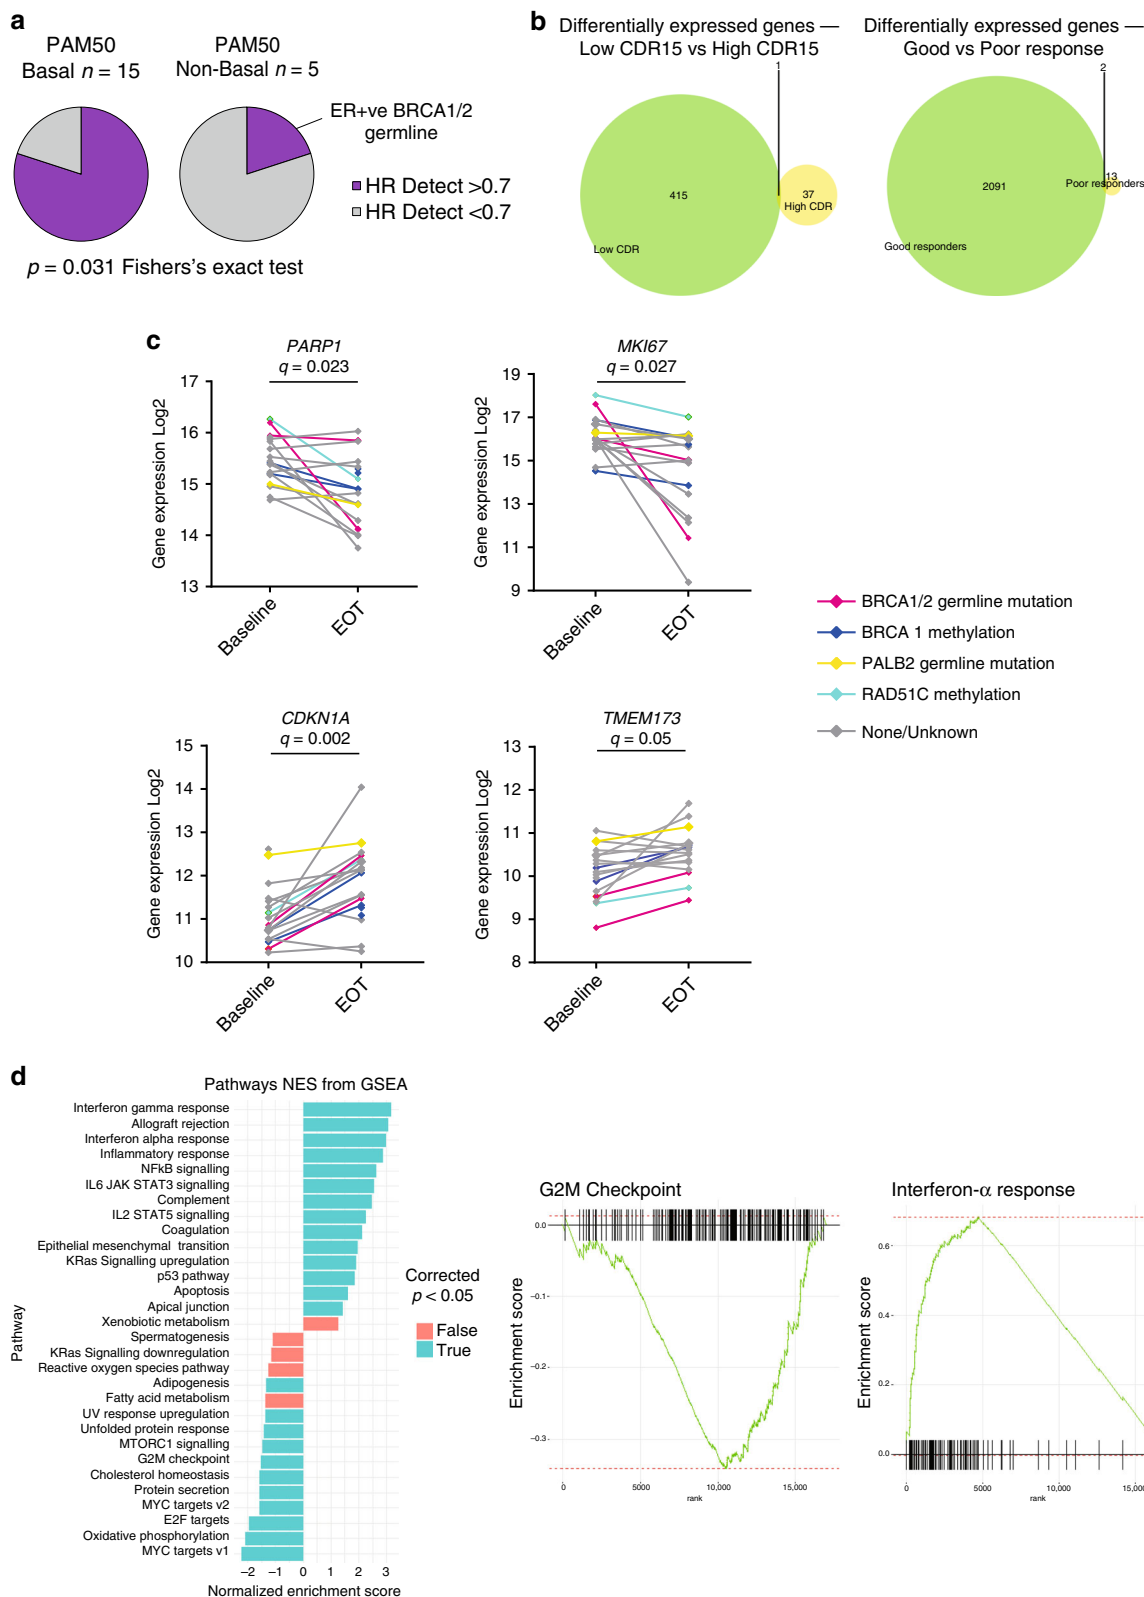 a
PAM50
Basal n = 15
PAM50
Non-Basal n = 5
ER+ve BRCA1/2
germline
HR Detect >0.7
HR Detect <0.7
p = 0.031 Fishers's exact test
b
Differentially expressed genes —
Low CDR15 vs High CDR15
1
415
37
High CDR
Low CDR
Differentially expressed genes —
Good vs Poor response
2
2091
13
Poor responders
Good responders
c
PARP1
q = 0.023
Gene expression Log2
17
16
15
14
13
Baseline
EOT
MKI67
q = 0.027
Gene expression Log2
19
17
15
13
11
9
Baseline
EOT
BRCA1/2 germline mutation
BRCA 1 methylation
PALB2 germline mutation
RAD51C methylation
None/Unknown
CDKN1A
q = 0.002
Gene expression Log2
15
14
13
12
11
10
Baseline
EOT
TMEM173
q = 0.05
Gene expression Log2
13
12
11
10
9
8
Baseline
EOT
d
Pathways NES from GSEA
Pathway
Interferon gamma response
Allograft rejection
Interferon alpha response
Inflammatory response
NFkB signalling
IL6 JAK STAT3 signalling
Complement
IL2 STAT5 signalling
Coagulation
Epithelial mesenchymal transition
KRas Signalling upregulation
p53 pathway
Apoptosis
Apical junction
Xenobiotic metabolism
Spermatogenesis
KRas Signalling downregulation
Reactive oxygen species pathway
Adipogenesis
Fatty acid metabolism
UV response upregulation
Unfolded protein response
MTORC1 signalling
G2M checkpoint
Cholesterol homeostasis
Protein secretion
MYC targets v2
E2F targets
Oxidative phosphorylation
MYC targets v1
−2 −1 0 1 2 3
Normalized enrichment score
Corrected
p < 0.05
False
True
G2M Checkpoint
Enrichment score
0.0
−0.1
−0.2
−0.3
0 5000 10,000 15,000
rank
Interferon-α response
Enrichment score
0.6
0.4
0.2
0.0
0 5000 10,000 15,000
rank